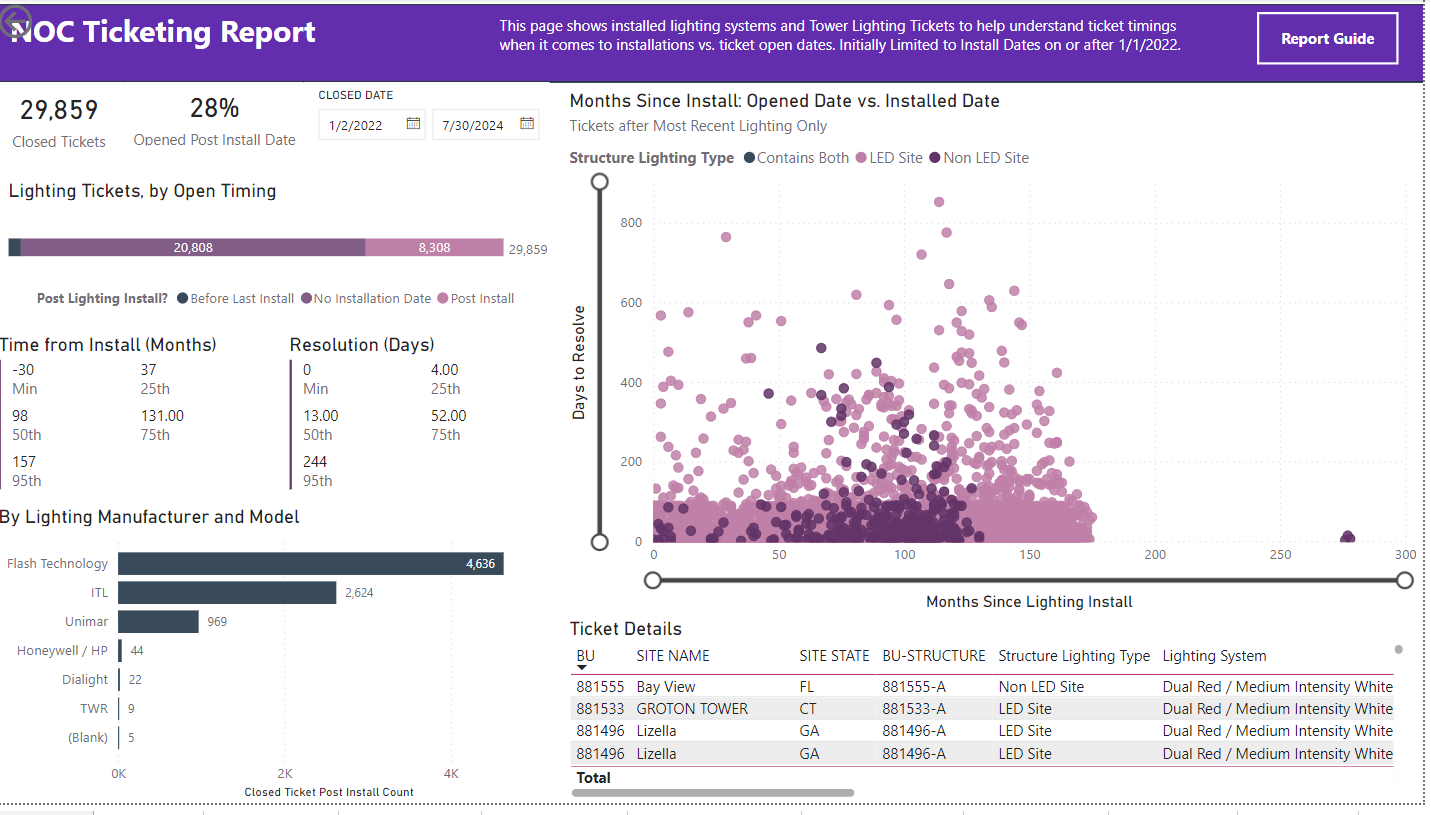 NOC Ticketing Report
This page shows installed lighting systems and Tower Lighting Tickets to help understand ticket timings
when it comes to installations vs. ticket open dates. Initially Limited to Install Dates on or after 1/1/2022.
Report Guide
29,859
Closed Tickets
28%
Opened Post Install Date
CLOSED DATE
1/2/2022
7/30/2024
Lighting Tickets, by Open Timing
20,808
8,308
29,859
Post Lighting Install? Before Last Install No Installation Date Post Install
Time from Install (Months)
-30
Min
37
25th
98
50th
131.00
75th
157
95th
Resolution (Days)
0
Min
4.00
25th
13.00
50th
52.00
75th
244
95th
By Lighting Manufacturer and Model
Flash Technology 4,636
ITL 2,624
Unimar 969
Honeywell / HP 44
Dialight 22
TWR 9
(Blank) 5
0K 2K 4K
Closed Ticket Post Install Count
Months Since Install: Opened Date vs. Installed Date
Tickets after Most Recent Lighting Only
Structure Lighting Type Contains Both LED Site Non LED Site
Days to Resolve
800
600
400
200
0
0 50 100 150 200 250 300
Months Since Lighting Install
Ticket Details
BU SITE NAME SITE STATE BU-STRUCTURE Structure Lighting Type Lighting System
881555 Bay View FL 881555-A Non LED Site Dual Red / Medium Intensity White
881533 GROTON TOWER CT 881533-A LED Site Dual Red / Medium Intensity White
881496 Lizella GA 881496-A LED Site Dual Red / Medium Intensity White
881496 Lizella GA 881496-A LED Site Dual Red / Medium Intensity White
Total